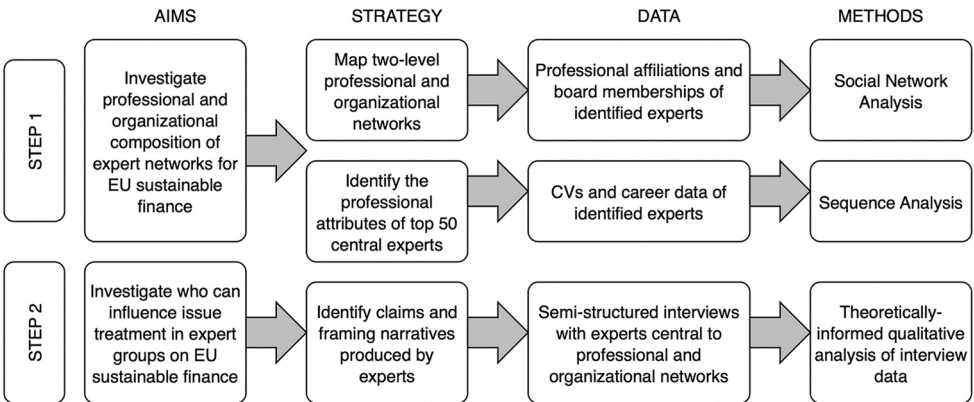 AIMS
STRATEGY
DATA
METHODS
STEP 1
Investigate
professional and
organizational
composition of
expert networks for
EU sustainable
finance
Map two-level
professional and
organizational
networks
Professional affiliations and
board memberships of
identified experts
Social Network
Analysis
Identify the
professional
attributes of top 50
central experts
CVs and career data of
identified experts
Sequence Analysis
STEP 2
Investigate who can
influence issue
treatment in expert
groups on EU
sustainable finance
Identify claims and
framing narratives
produced by
experts
Semi-structured interviews
with experts central to
professional and
organizational networks
Theoretically-
informed qualitative
analysis of interview
data